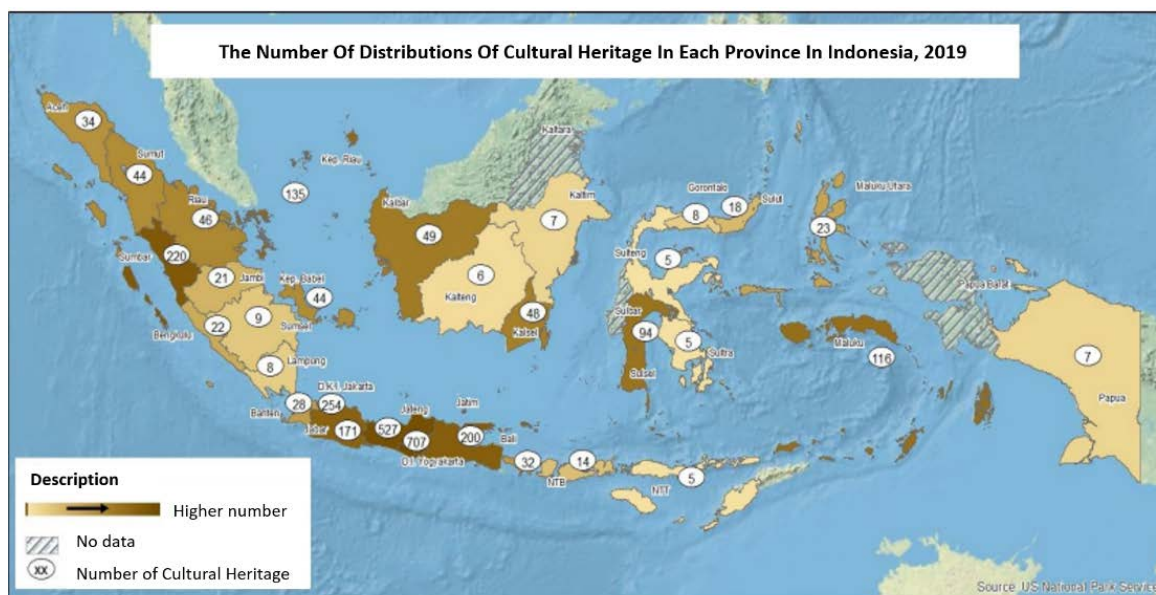 The Number Of Distributions Of Cultural Heritage In Each Province In Indonesia, 2019
Aceh
34
Sumut
44
Kep. Riau
135
Riau
46
Sumbar
220
21
Jambi
Kep. Babel
44
22
Bengkulu
9
Sumsel
8
Lampung
Kaltara
Kalbar
49
Kaltim
7
6
Kalteng
48
Kalsel
Gorontalo
8
18
Sulut
Sulteng
5
Sulbar
94
Sulsel
5
Sultra
Maluku Utara
23
Papua Barat
Maluku
116
7
Papua
Banten
28
D.K.I. Jakarta
254
Jabar
171
Jateng
527
707
D.I. Yogjakarta
Jatim
200
Bali
32
14
NTB
5
NTT
Description
Higher number
No data
xx
Number of Cultural Heritage
Source: US National Park Service